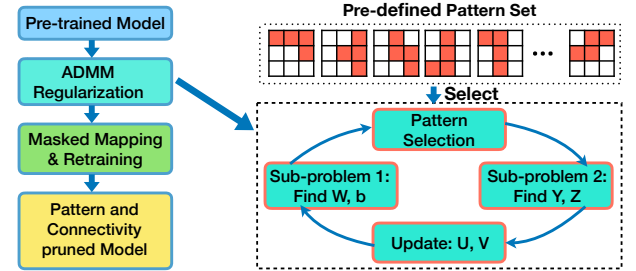 Pre-trained Model
ADMM
Regularization
Masked Mapping
& Retraining
Pattern and
Connectivity
pruned Model
Pre-defined Pattern Set
...
Select
Pattern
Selection
Sub-problem 1:
Find W, b
Sub-problem 2:
Find Y, Z
Update: U, V